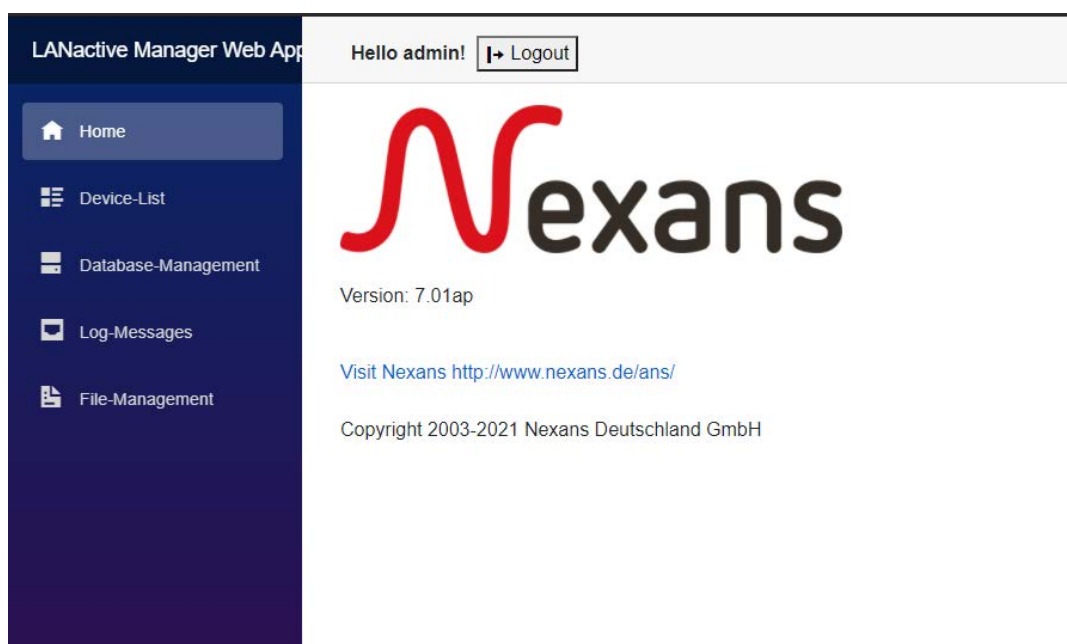 LANactive Manager Web App
Hello admin! Logout
Home
Device-List
Database-Management
Log-Messages
File-Management
Nexans
Version: 7.01ap
Visit Nexans http://www.nexans.de/ans/
Copyright 2003-2021 Nexans Deutschland GmbH